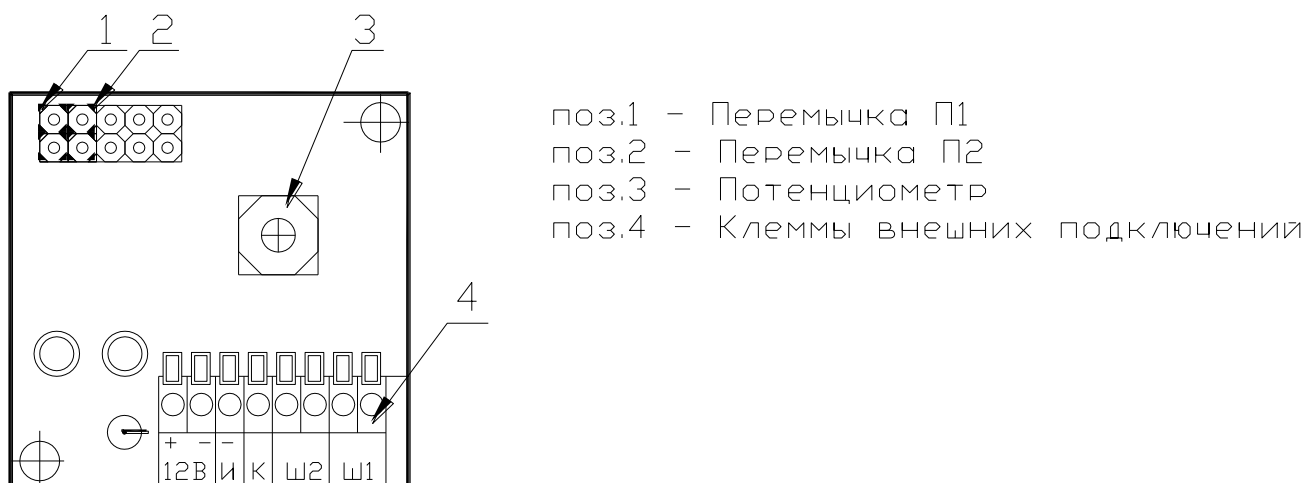 1 2 3
поз.1 - Перемычка П1
поз.2 - Перемычка П2
поз.3 - Потенциометр
поз.4 - Клеммы внешних подключений
4
+ - -
12В И К Ш2 Ш1